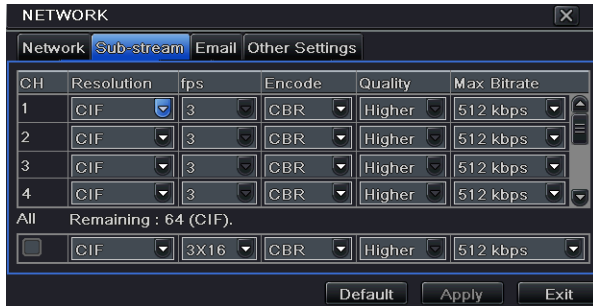 NETWORK
Network Sub-stream Email Other Settings
CH Resolution fps Encode Quality Max Bitrate
1 CIF 3 CBR Higher 512 kbps
2 CIF 3 CBR Higher 512 kbps
3 CIF 3 CBR Higher 512 kbps
4 CIF 3 CBR Higher 512 kbps
All Remaining : 64 (CIF).
CIF 3X16 CBR Higher 512 kbps
Default Apply Exit